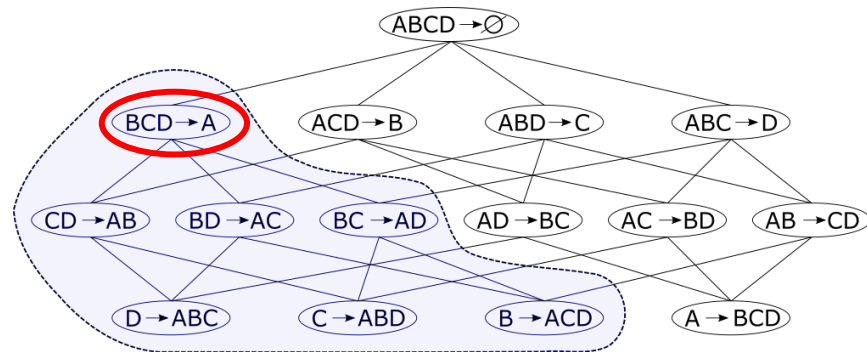 ABCD→∅
BCD→A ACD→B ABD→C ABC→D
CD→AB BD→AC BC→AD AD→BC AC→BD AB→CD
D→ABC C→ABD B→ACD A→BCD